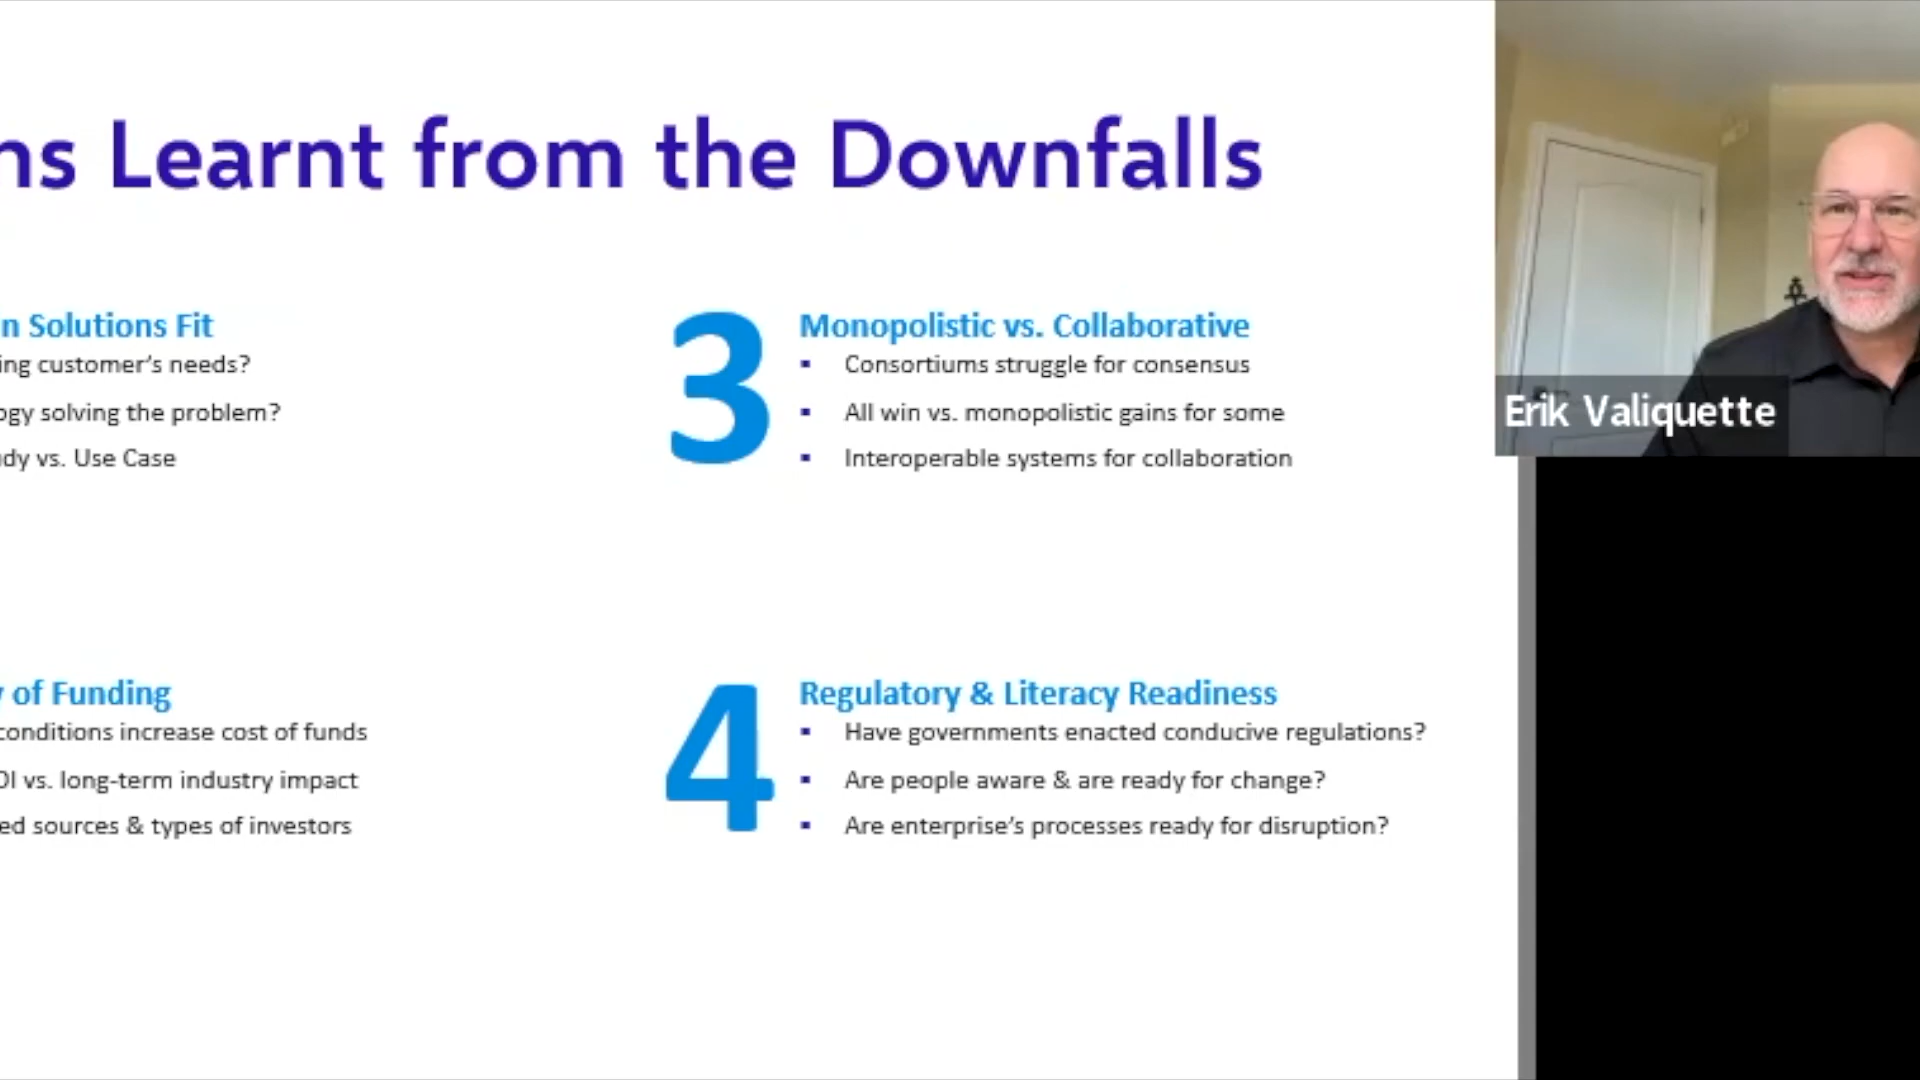 ns Learnt from the Downfalls
n Solutions Fit
ing customer's needs?
ogy solving the problem?
udy vs. Use Case
3
Monopolistic vs. Collaborative
▪ Consortiums struggle for consensus
▪ All win vs. monopolistic gains for some
▪ Interoperable systems for collaboration
Erik Valiquette
y of Funding
conditions increase cost of funds
OI vs. long-term industry impact
ed sources & types of investors
4
Regulatory & Literacy Readiness
▪ Have governments enacted conducive regulations?
▪ Are people aware & are ready for change?
▪ Are enterprise's processes ready for disruption?